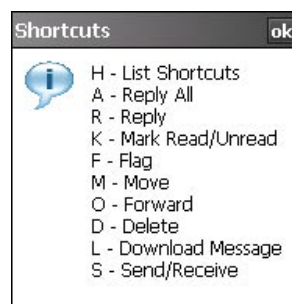 Shortcuts ok
H - List Shortcuts
A - Reply All
R - Reply
K - Mark Read/Unread
F - Flag
M - Move
O - Forward
D - Delete
L - Download Message
S - Send/Receive